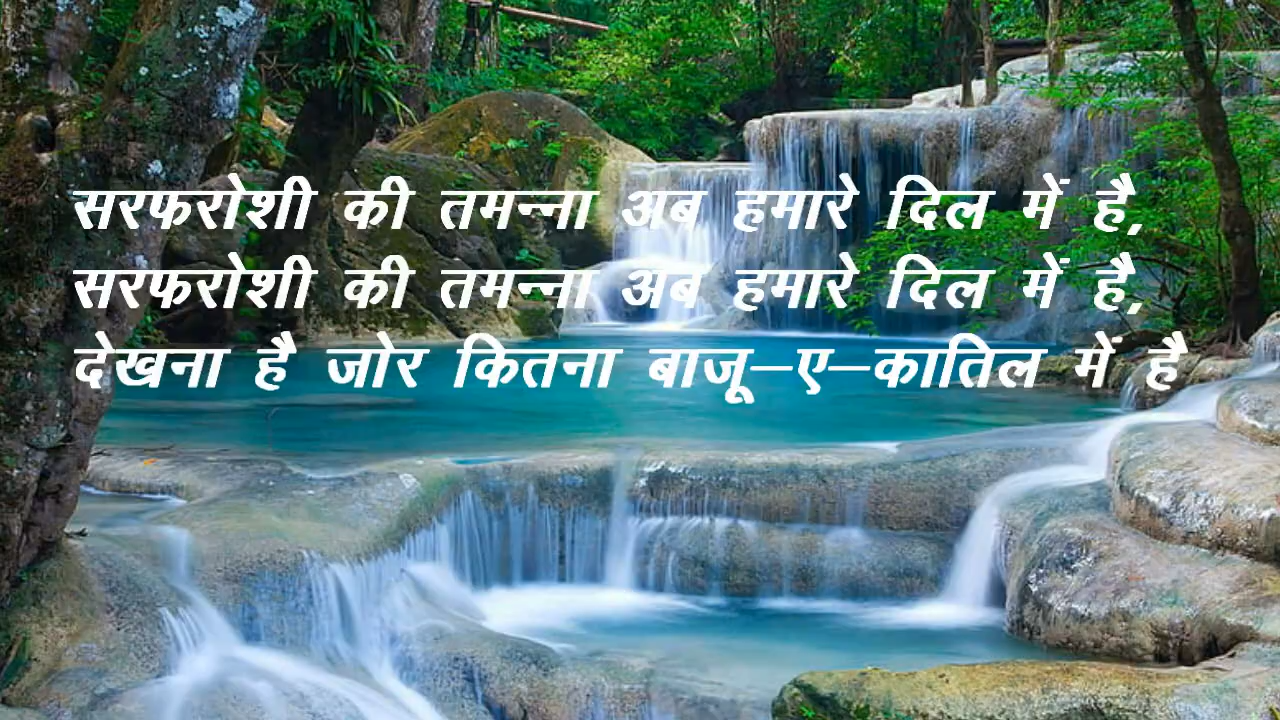 सरफरोशी की तमन्ना अब हमारे दिल में है,
सरफरोशी की तमन्ना अब हमारे दिल में है,
देखना है जोर कितना बाजू–ए–कातिल में है